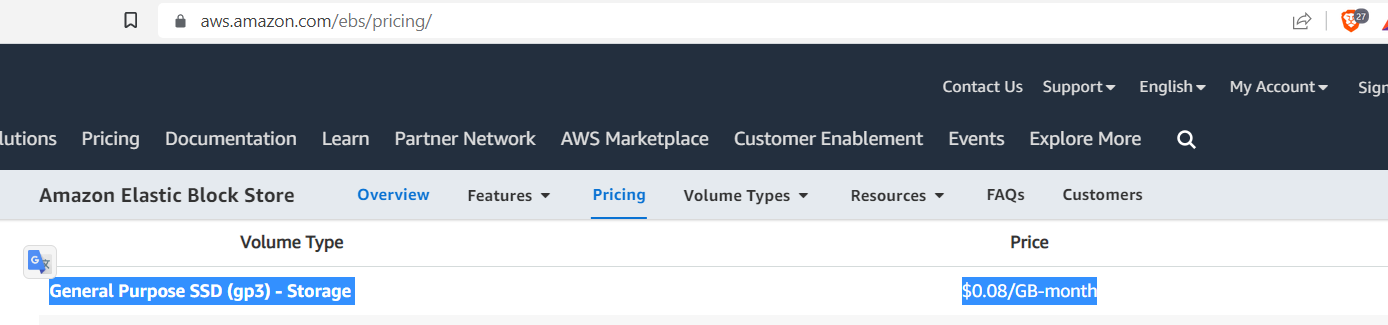 aws.amazon.com/ebs/pricing/
27
Contact Us Support English My Account Sign
lutions Pricing Documentation Learn Partner Network AWS Marketplace Customer Enablement Events Explore More
Amazon Elastic Block Store Overview Features Pricing Volume Types Resources FAQs Customers
Volume Type Price
G
General Purpose SSD (gp3) - Storage $0.08/GB-month